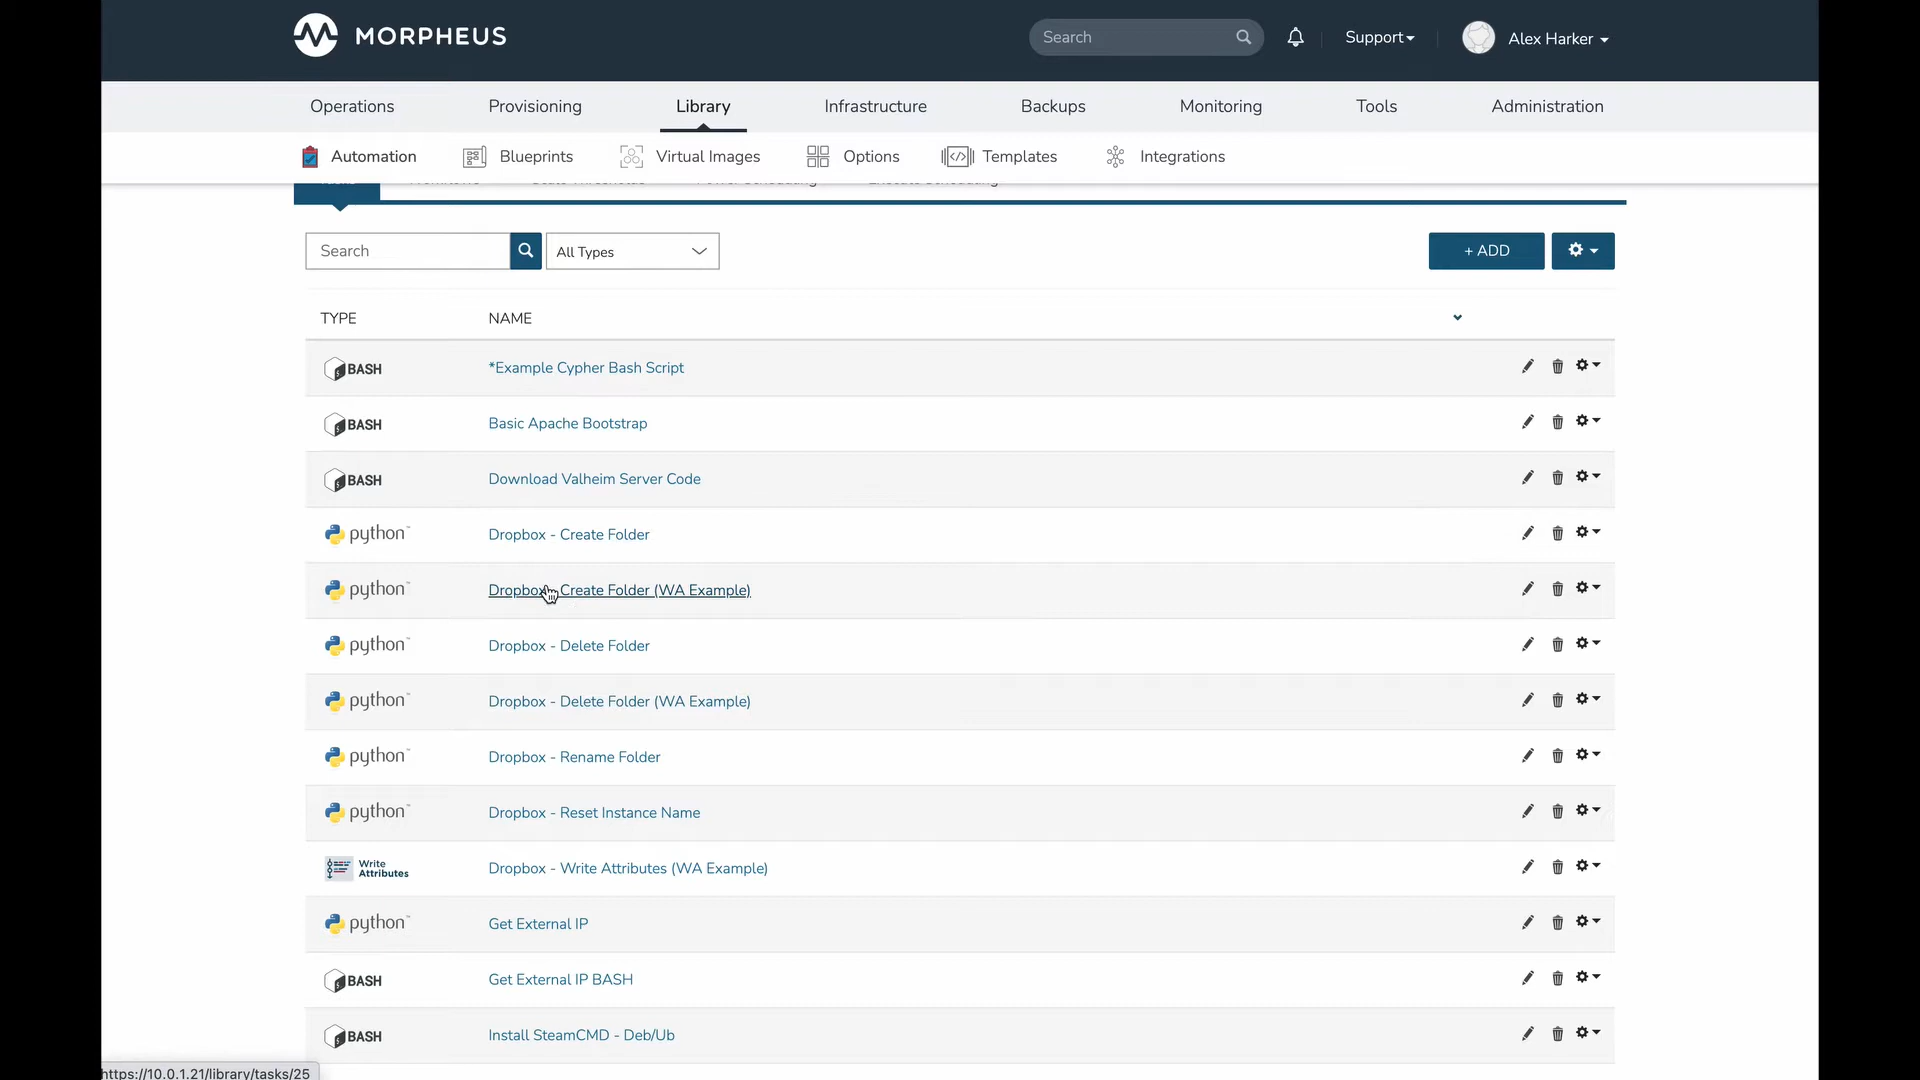 MORPHEUS
Search
Support
Alex Harker
Operations
Provisioning
Library
Infrastructure
Backups
Monitoring
Tools
Administration
Automation
Blueprints
Virtual Images
Options
Templates
Integrations
Search
All Types
+ ADD
TYPE
NAME
BASH
*Example Cypher Bash Script
BASH
Basic Apache Bootstrap
BASH
Download Valheim Server Code
python
Dropbox - Create Folder
python
Dropbox - Create Folder (WA Example)
python
Dropbox - Delete Folder
python
Dropbox - Delete Folder (WA Example)
python
Dropbox - Rename Folder
python
Dropbox - Reset Instance Name
Write
Attributes
Dropbox - Write Attributes (WA Example)
python
Get External IP
BASH
Get External IP BASH
BASH
Install SteamCMD - Deb/Ub
https://10.0.1.21/library/tasks/25